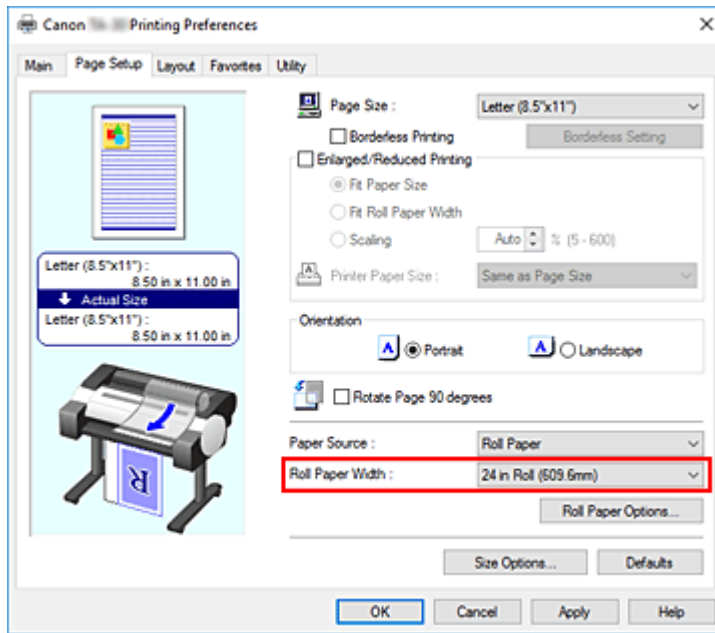 Canon Printing Preferences
Main Page Setup Layout Favorites Utility
Page Size : Letter (8.5"x11")
Borderless Printing Borderless Setting
Enlarged/Reduced Printing
Fit Paper Size
Fit Roll Paper Width
Scaling Auto % (5 - 600)
Printer Paper Size : Same as Page Size
Letter (8.5"x11") :
8.50 in x 11.00 in
Actual Size
Letter (8.5"x11") :
8.50 in x 11.00 in
Orientation
A Portrait A Landscape
Rotate Page 90 degrees
Paper Source : Roll Paper
Roll Paper Width : 24 in Roll (609.6mm)
R
Roll Paper Options...
Size Options... Defaults
OK Cancel Apply Help